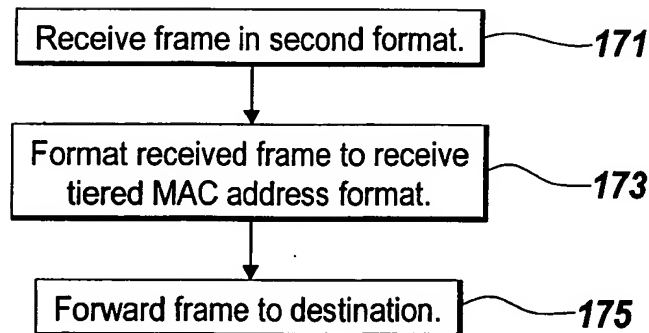 Receive frame in second format.
171
Format received frame to receive
tiered MAC address format.
173
Forward frame to destination.
175